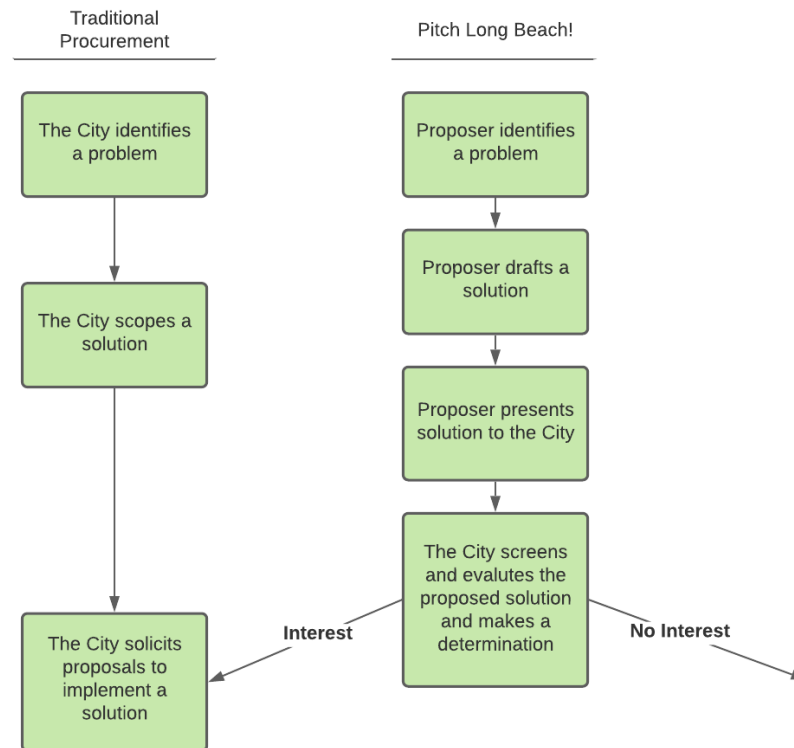 Traditional
Procurement
Pitch Long Beach!
The City identifies
a problem
Proposer identifies
a problem
Proposer drafts a
solution
The City scopes a
solution
Proposer presents
solution to the City
The City screens
and evalutes the
proposed solution
and makes a
determination
Interest
No Interest
The City solicits
proposals to
implement a
solution